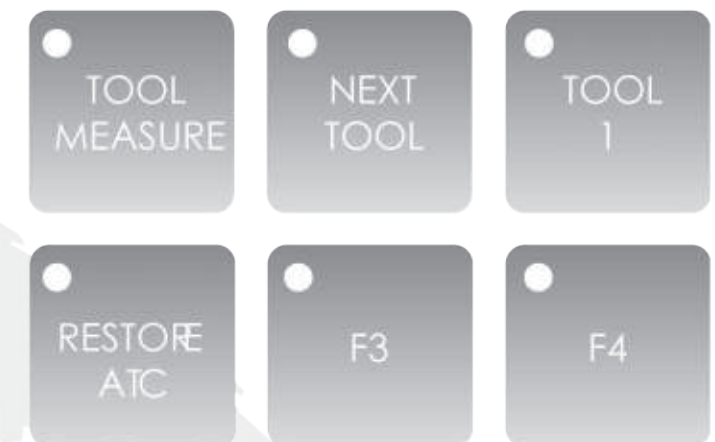 TOOL
MEASURE
NEXT
TOOL
TOOL
1
RESTORE
ATC
F3
F4